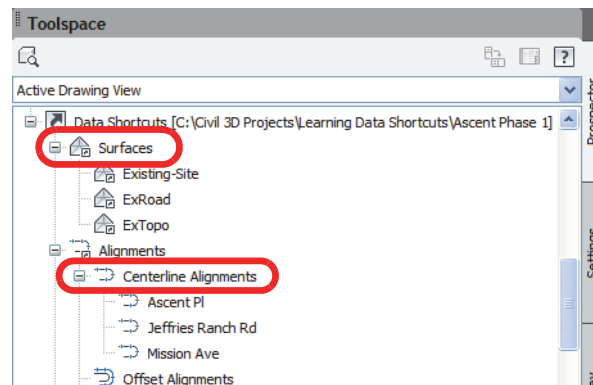 Toolspace
?
Active Drawing View
Data Shortcuts [C:\Civil 3D Projects\Learning Data Shortcuts\Ascent Phase 1]
Surfaces
Existing-Site
ExRoad
ExTopo
Alignments
Centerline Alignments
Ascent Pl
Jeffries Ranch Rd
Mission Ave
Offset Alignments
Prospector
Settings